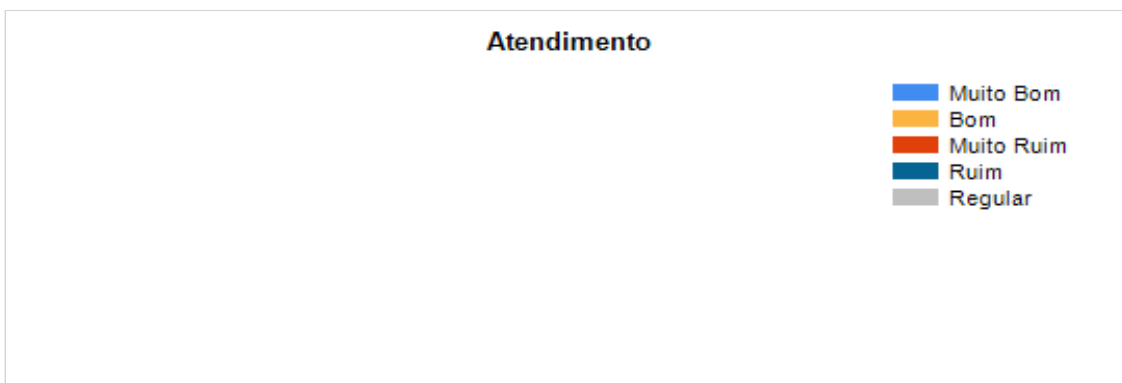 Atendimento
Muito Bom
Bom
Muito Ruim
Ruim
Regular